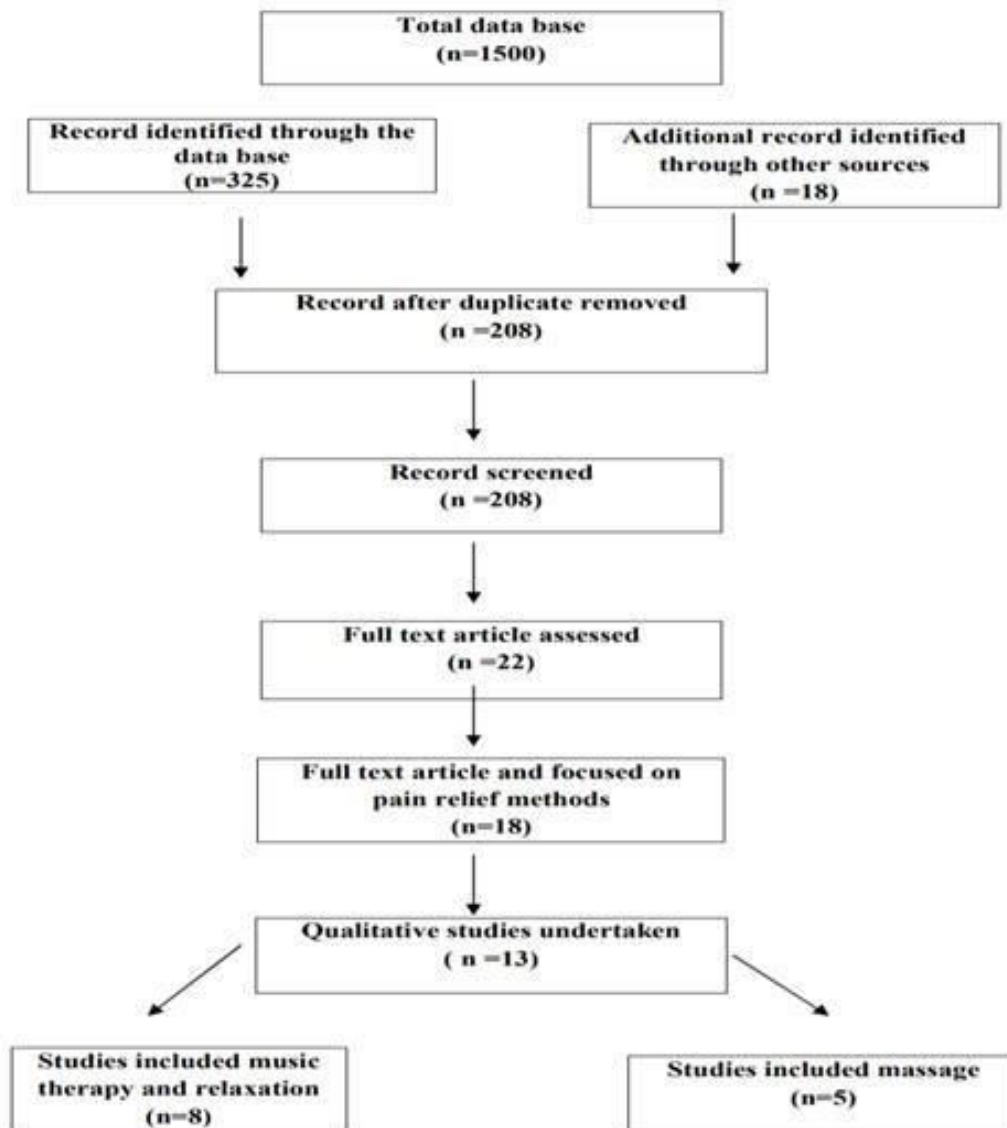 Total data base
(n=1500)
Record identified through the
data base
(n=325)
Additional record identified
through other sources
(n =18)
Record after duplicate removed
(n =208)
Record screened
(n =208)
Full text article assessed
(n =22)
Full text article and focused on
pain relief methods
(n=18)
Qualitative studies undertaken
( n =13)
Studies included music
therapy and relaxation
(n=8)
Studies included massage
(n=5)